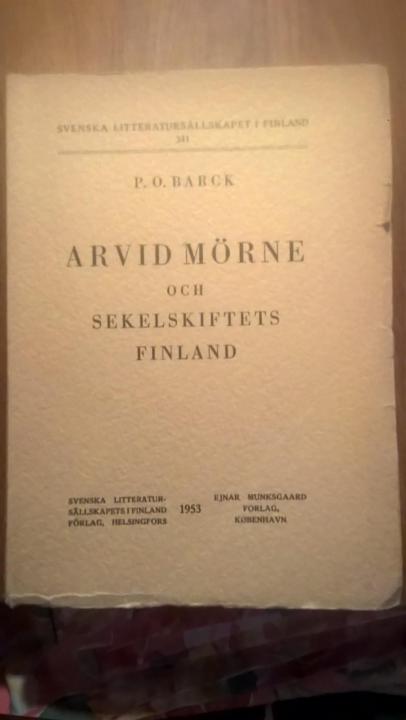 SVENSKA LITTERATURSÄLLSKAPET I FINLAND
341
P. O. BARCK
ARVID MÖRNE
OCH
SEKELSKIFTETS
FINLAND
SVENSKA LITTERATUR-
SÄLLSKAPETS I FINLAND
FÖRLAG, HELSINGFORS
1953
EJNAR MUNKSGAARD
FORLAG,
KØBENHAVN